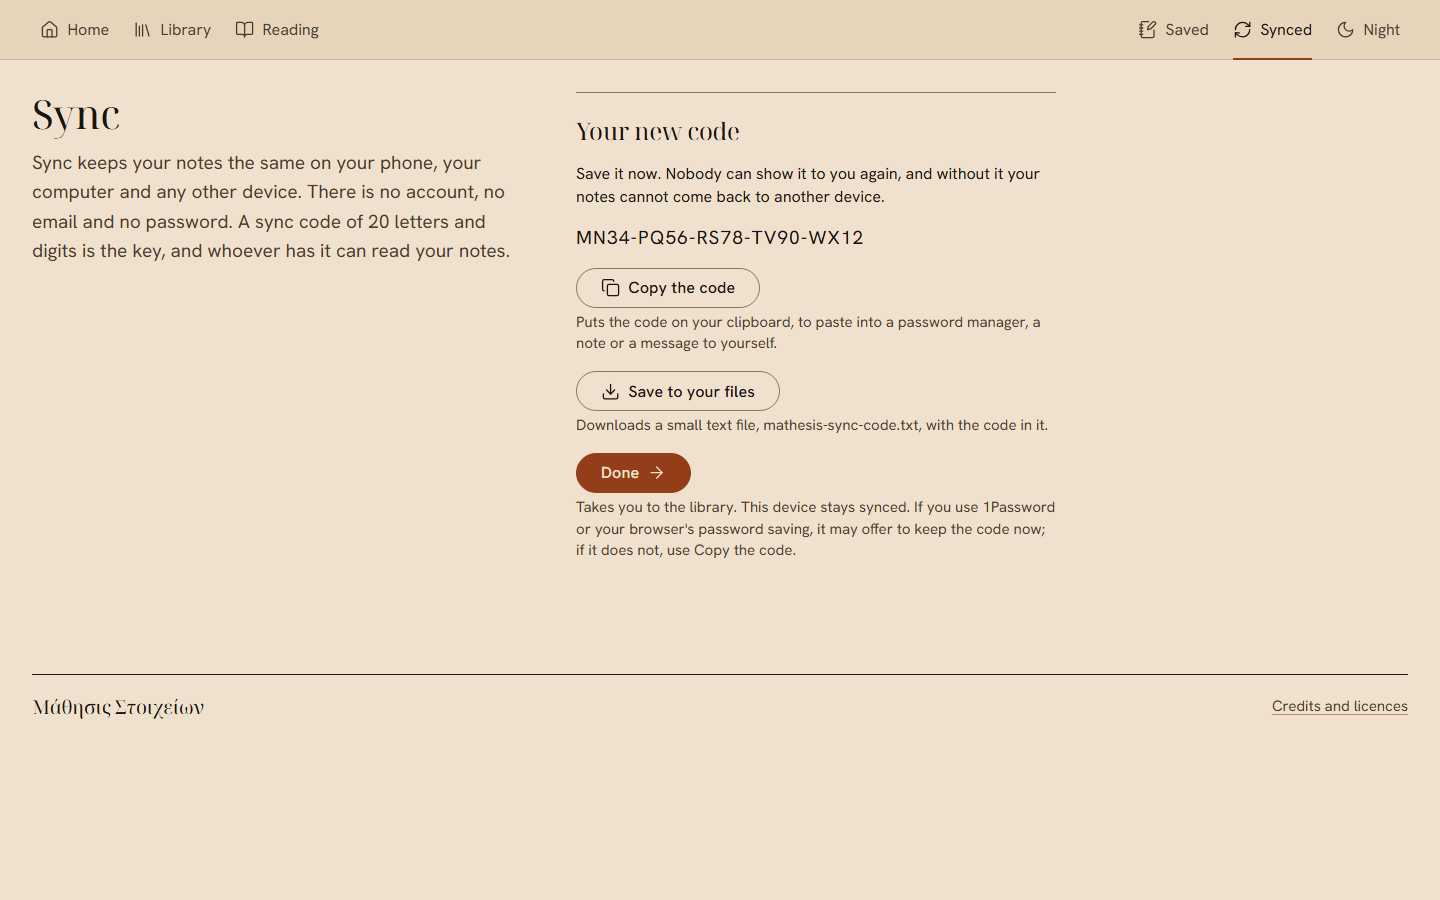 Home
Library
Reading
Saved
Synced
Night
Sync
Sync keeps your notes the same on your phone, your
computer and any other device. There is no account, no
email and no password. A sync code of 20 letters and
digits is the key, and whoever has it can read your notes.
Your new code
Save it now. Nobody can show it to you again, and without it your
notes cannot come back to another device.
MN34-PQ56-RS78-TV90-WX12
Copy the code
Puts the code on your clipboard, to paste into a password manager, a
note or a message to yourself.
Save to your files
Downloads a small text file, mathesis-sync-code.txt, with the code in it.
Done
Takes you to the library. This device stays synced. If you use 1Password
or your browser's password saving, it may offer to keep the code now;
if it does not, use Copy the code.
Μάθησις Στοιχείων
Credits and licences